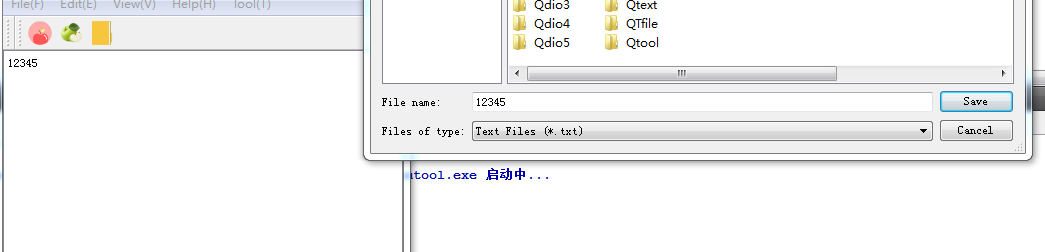 File(F) Edit(E) View(V) Help(H) Tool(T)
12345
Qdio3 Qtext
Qdio4 QTfile
Qdio5 Qtool
File name: 12345 Save
Files of type: Text Files (*.txt) Cancel
utool.exe 启动中...